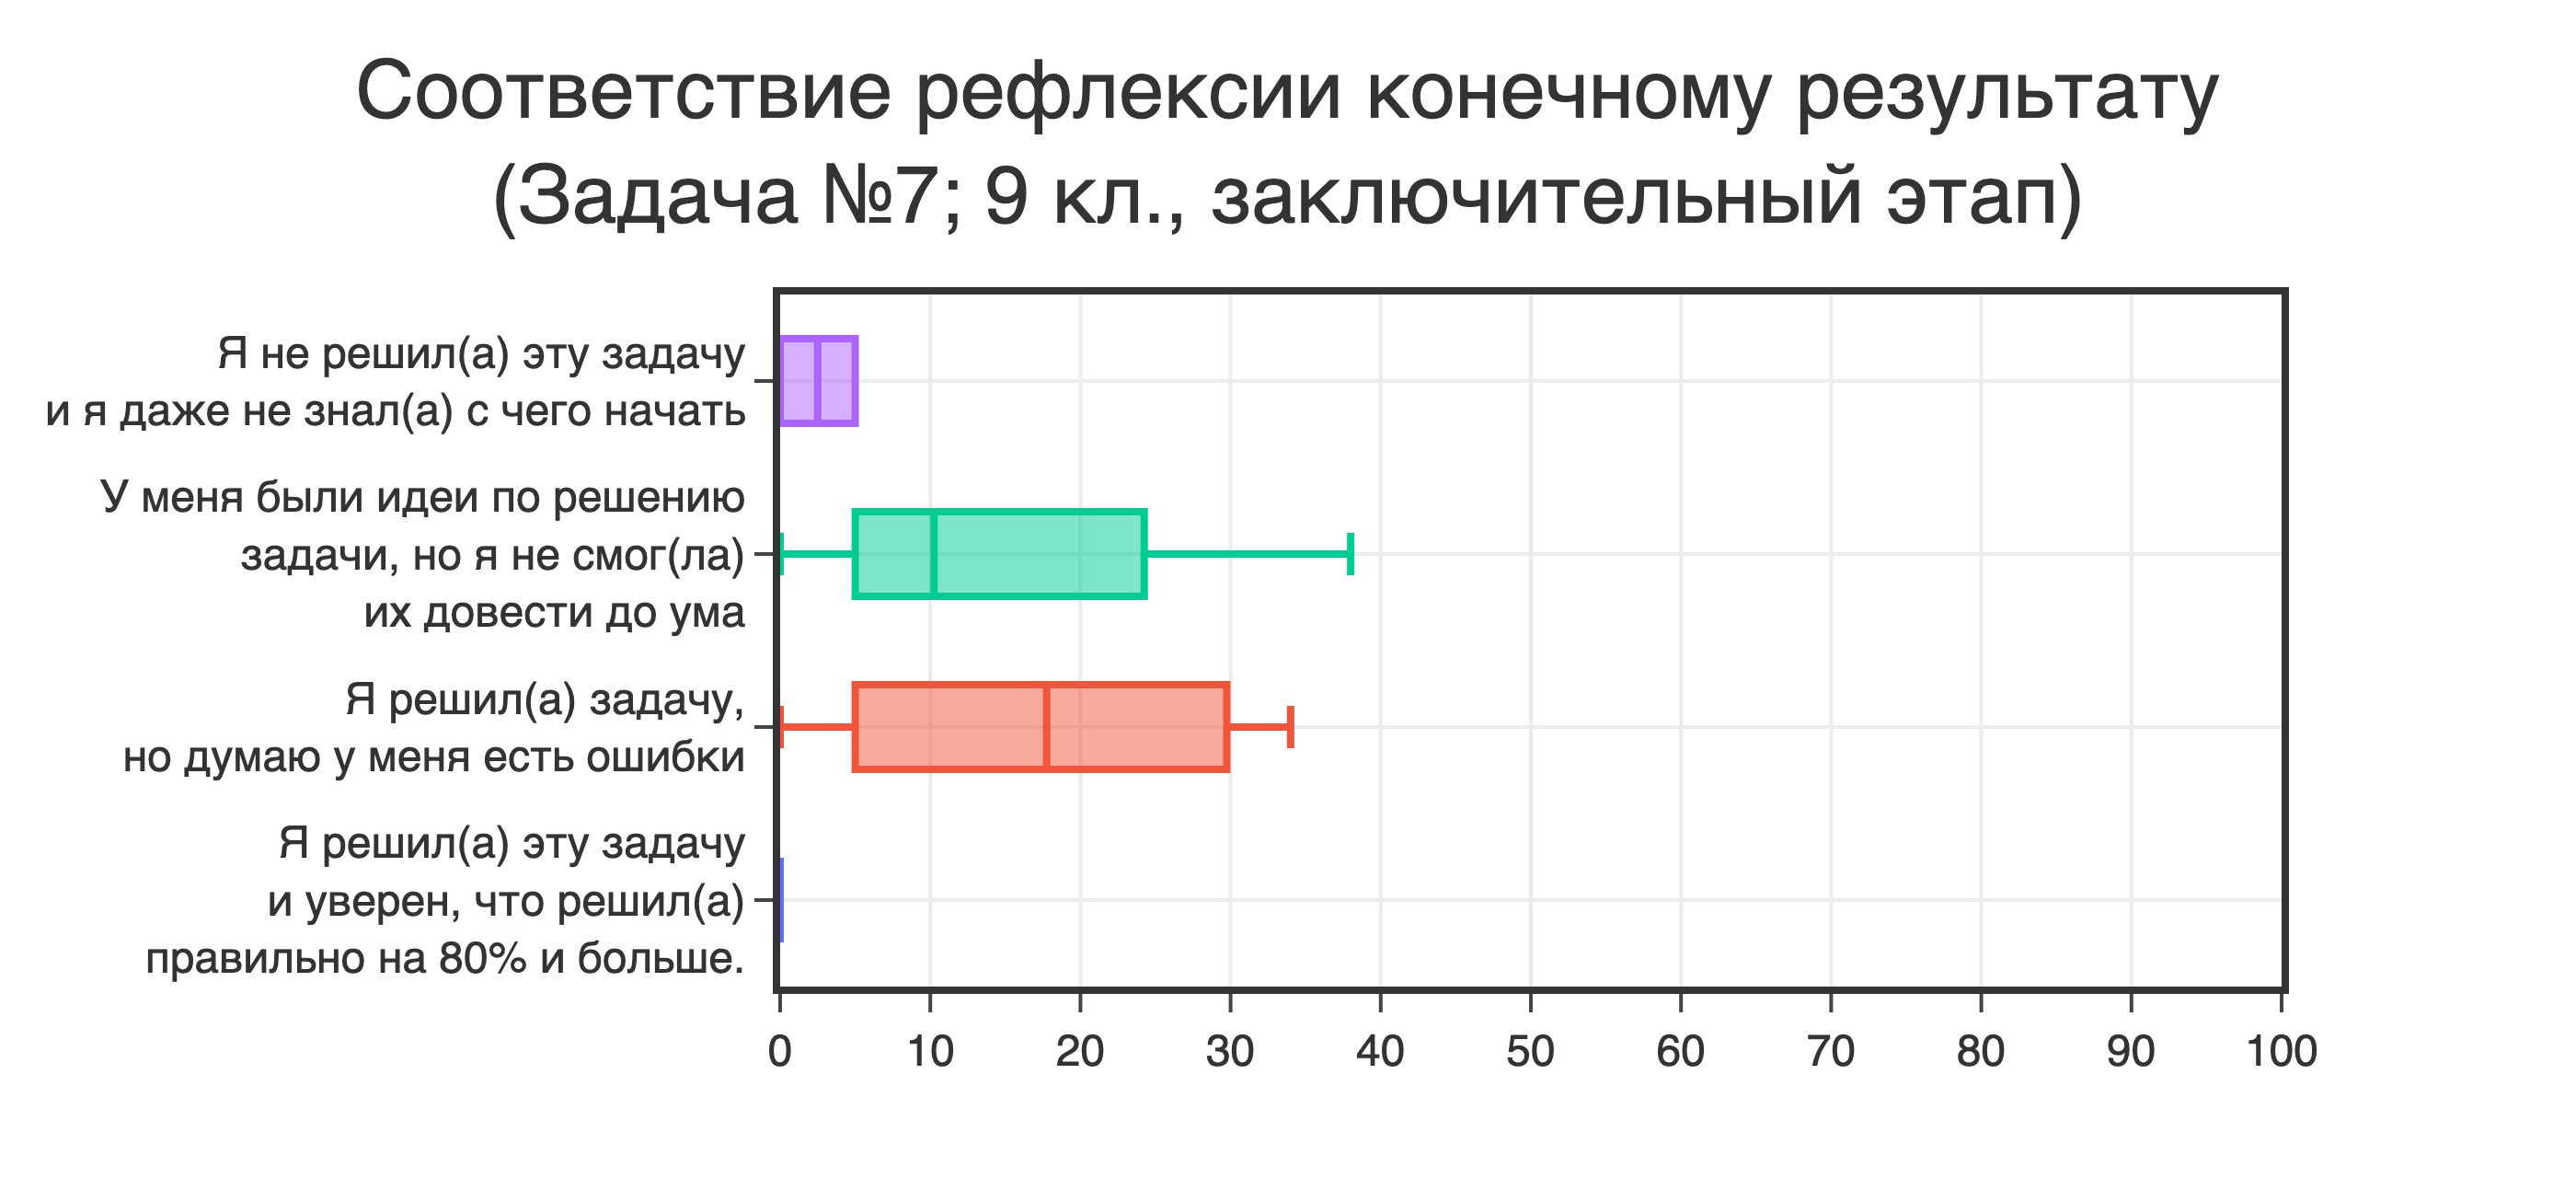 Соответствие рефлексии конечному результату
(Задача №7; 9 кл., заключительный этап)
Я не решил(а) эту задачу
и я даже не знал(а) с чего начать
У меня были идеи по решению
задачи, но я не смог(ла)
их довести до ума
Я решил(а) задачу,
но думаю у меня есть ошибки
Я решил(а) эту задачу
и уверен, что решил(а)
правильно на 80% и больше.
0 10 20 30 40 50 60 70 80 90 100